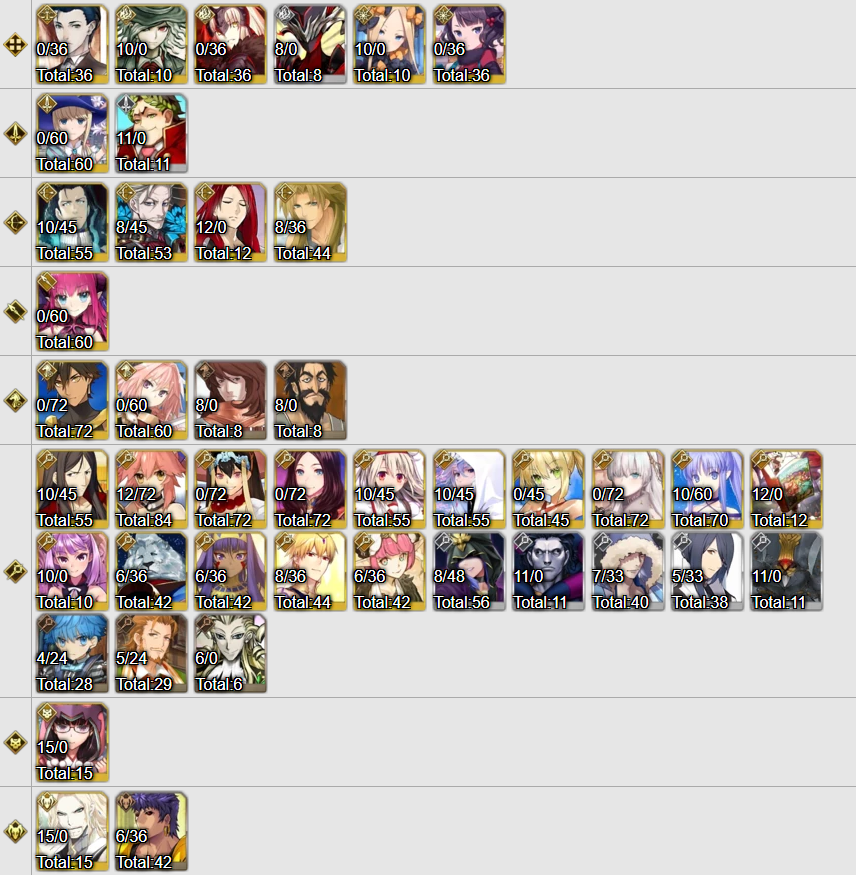 0/36 10/0 0/36 8/0 10/0 0/36
Total:36 Total:10 Total:36 Total:8 Total:10 Total:36
0/60 11/0
Total:60 Total:11
10/45 8/45 12/0 8/36
Total:55 Total:53 Total:12 Total:44
0/60
Total:60
0/72 0/60 8/0 8/0
Total:72 Total:60 Total:8 Total:8
10/45 12/72 0/72 0/72 10/45 10/45 0/45 0/72 10/60 12/0
Total:55 Total:84 Total:72 Total:72 Total:55 Total:55 Total:45 Total:72 Total:70 Total:12
10/0 6/36 6/36 8/36 6/36 8/48 11/0 7/33 5/33 11/0
Total:10 Total:42 Total:42 Total:44 Total:42 Total:56 Total:11 Total:40 Total:38 Total:11
4/24 5/24 6/0
Total:28 Total:29 Total:6
15/0
Total:15
15/0 6/36
Total:15 Total:42